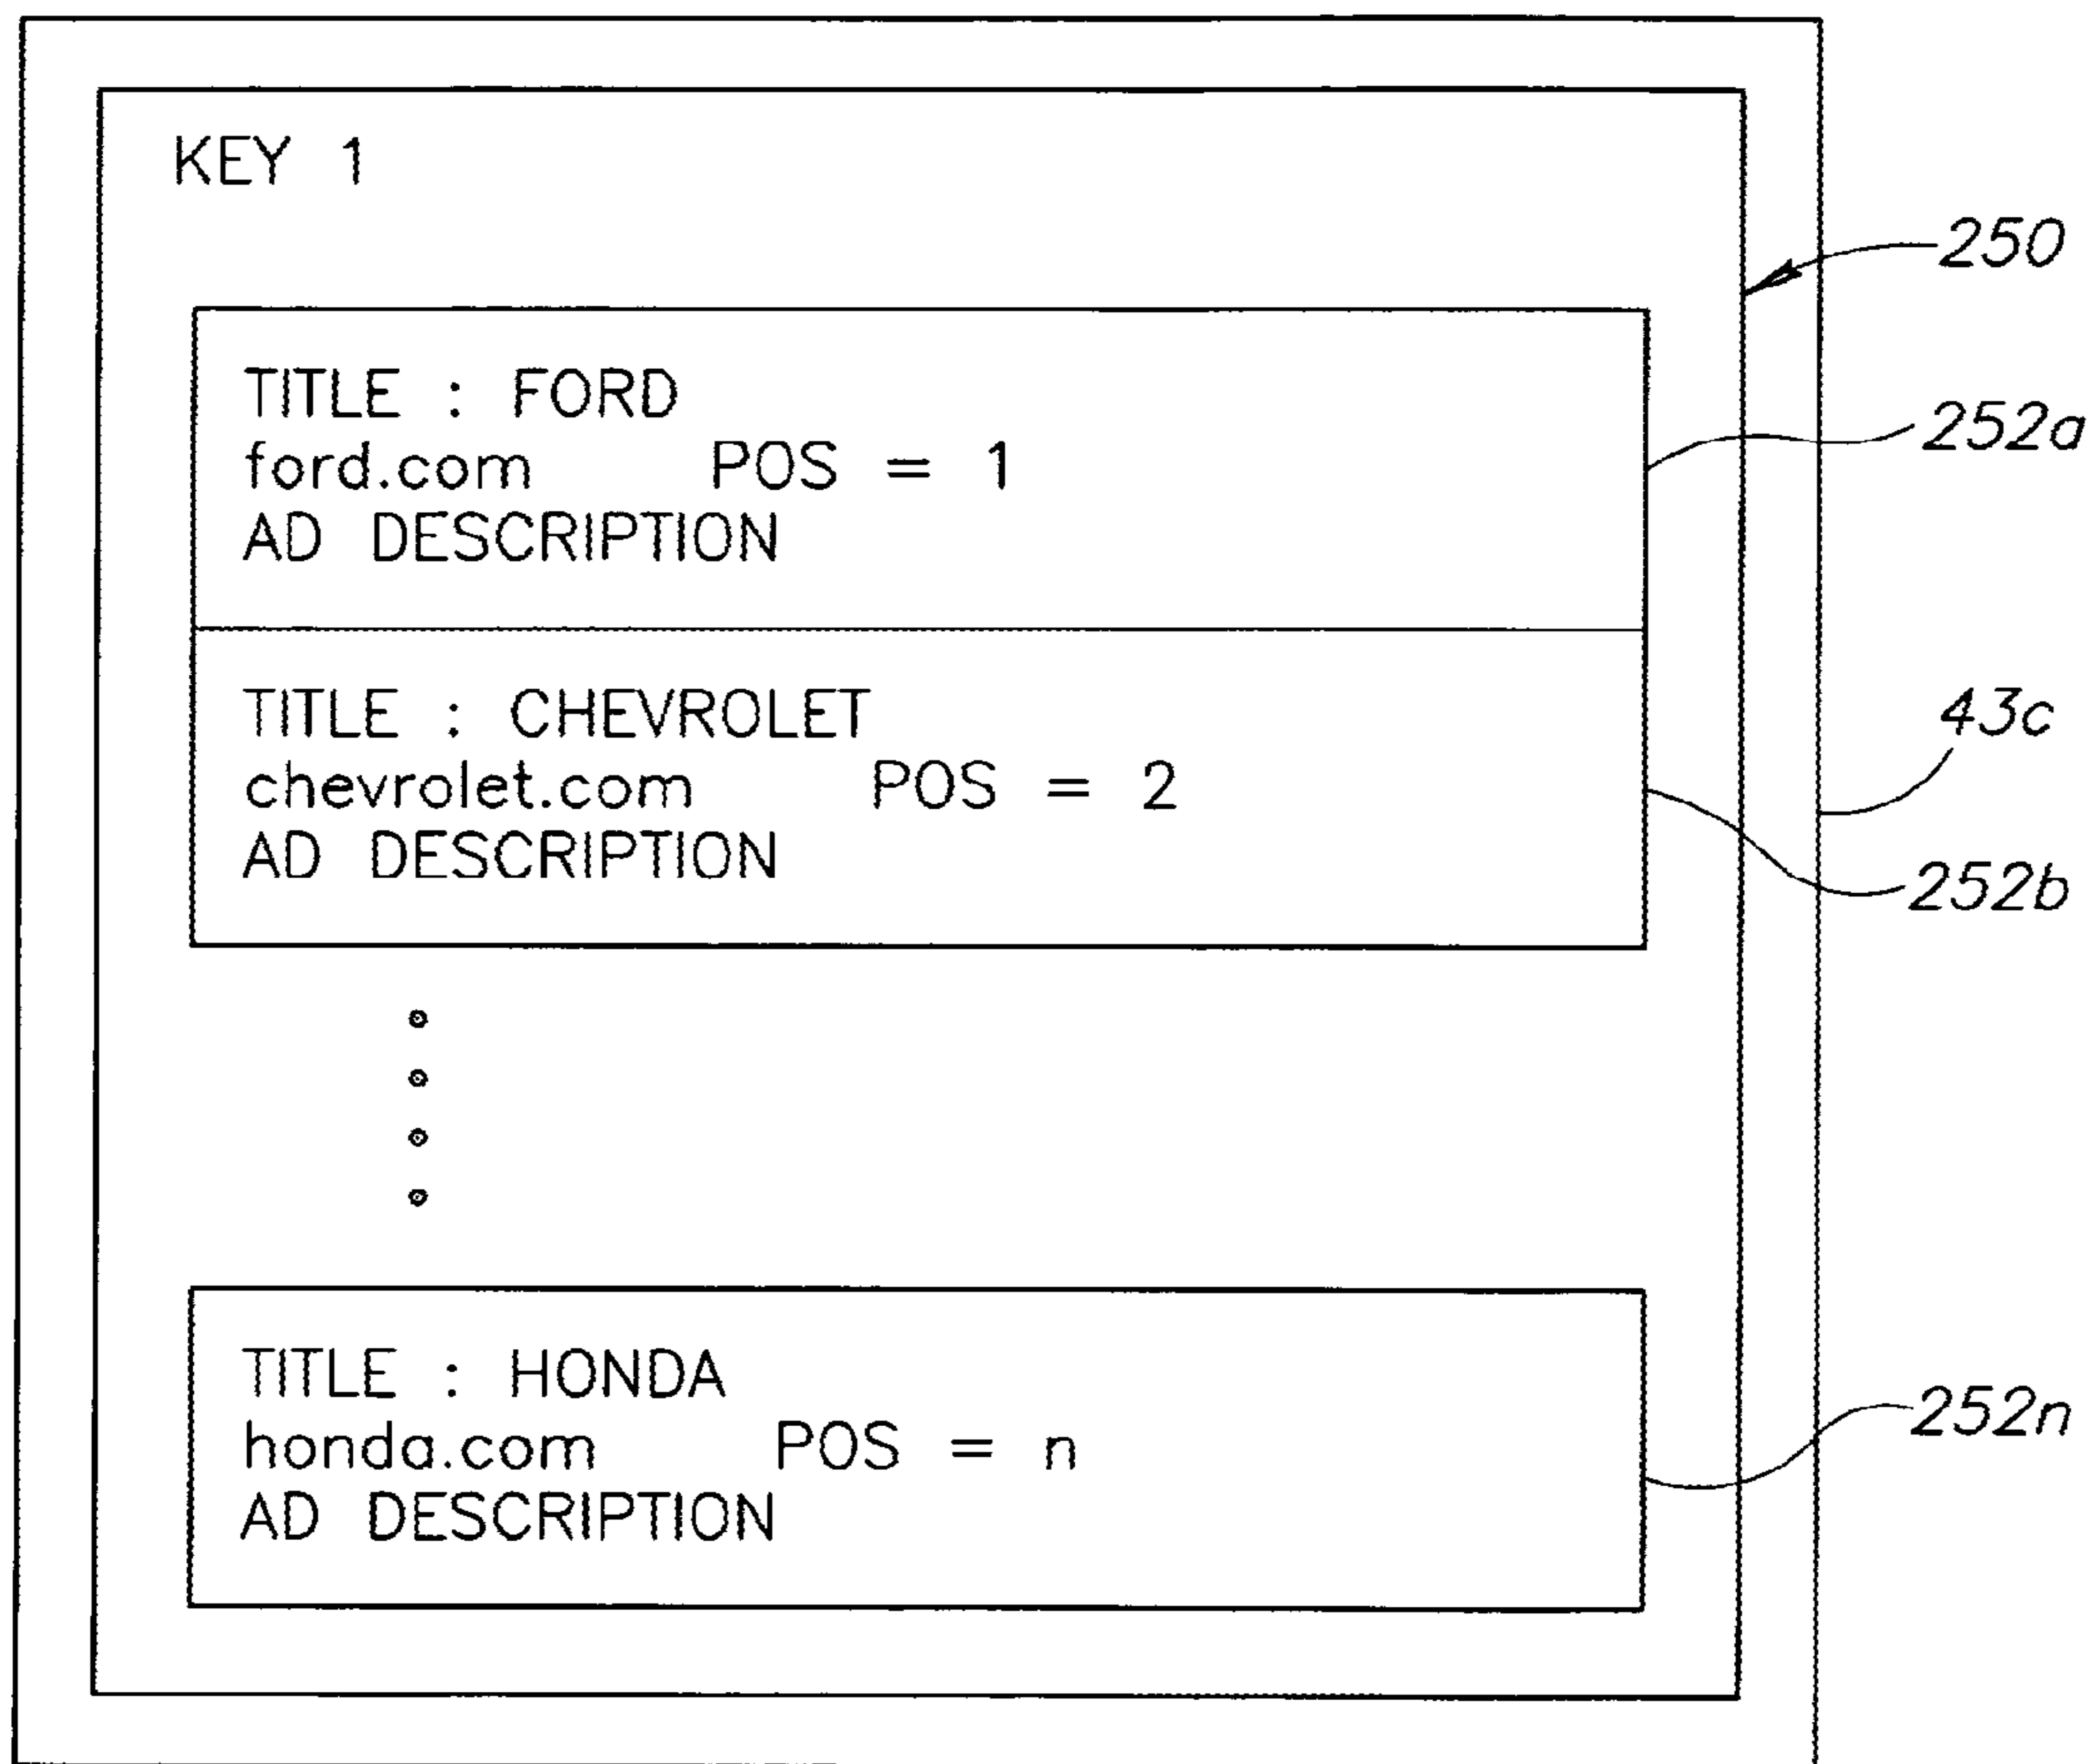 KEY 1
250
TITLE : FORD
252a
ford.com POS = 1
AD DESCRIPTION
TITLE : CHEVROLET
43c
chevrolet.com POS = 2
AD DESCRIPTION
252b
TITLE : HONDA
252n
honda.com POS = n
AD DESCRIPTION